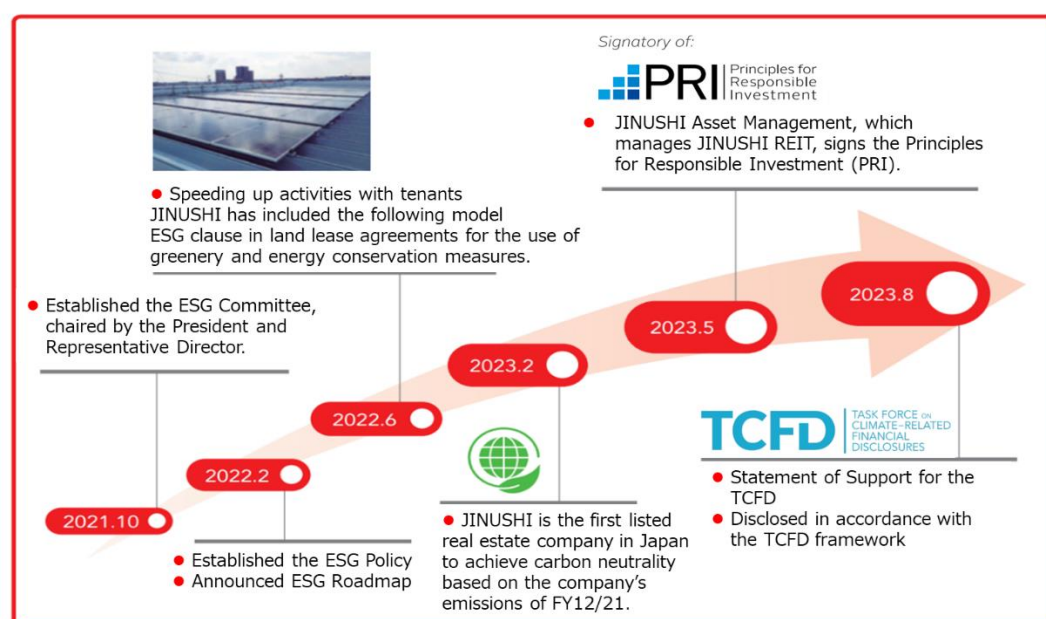 Signatory of:
PRI
Principles for
Responsible
Investment
● JINUSHI Asset Management, which
manages JINUSHI REIT, signs the Principles
for Responsible Investment (PRI).
● Speeding up activities with tenants
JINUSHI has included the following model
ESG clause in land lease agreements for the use of
greenery and energy conservation measures.
● Established the ESG Committee,
chaired by the President and
Representative Director.
2023.8
2023.5
2023.2
2022.6
2022.2
2021.10
TCFD
TASK FORCE ON
CLIMATE-RELATED
FINANCIAL
DISCLOSURES
● Statement of Support for the
TCFD
● Disclosed in accordance with
the TCFD framework
● JINUSHI is the first listed
real estate company in Japan
to achieve carbon neutrality
based on the company's
emissions of FY12/21.
● Established the ESG Policy
● Announced ESG Roadmap